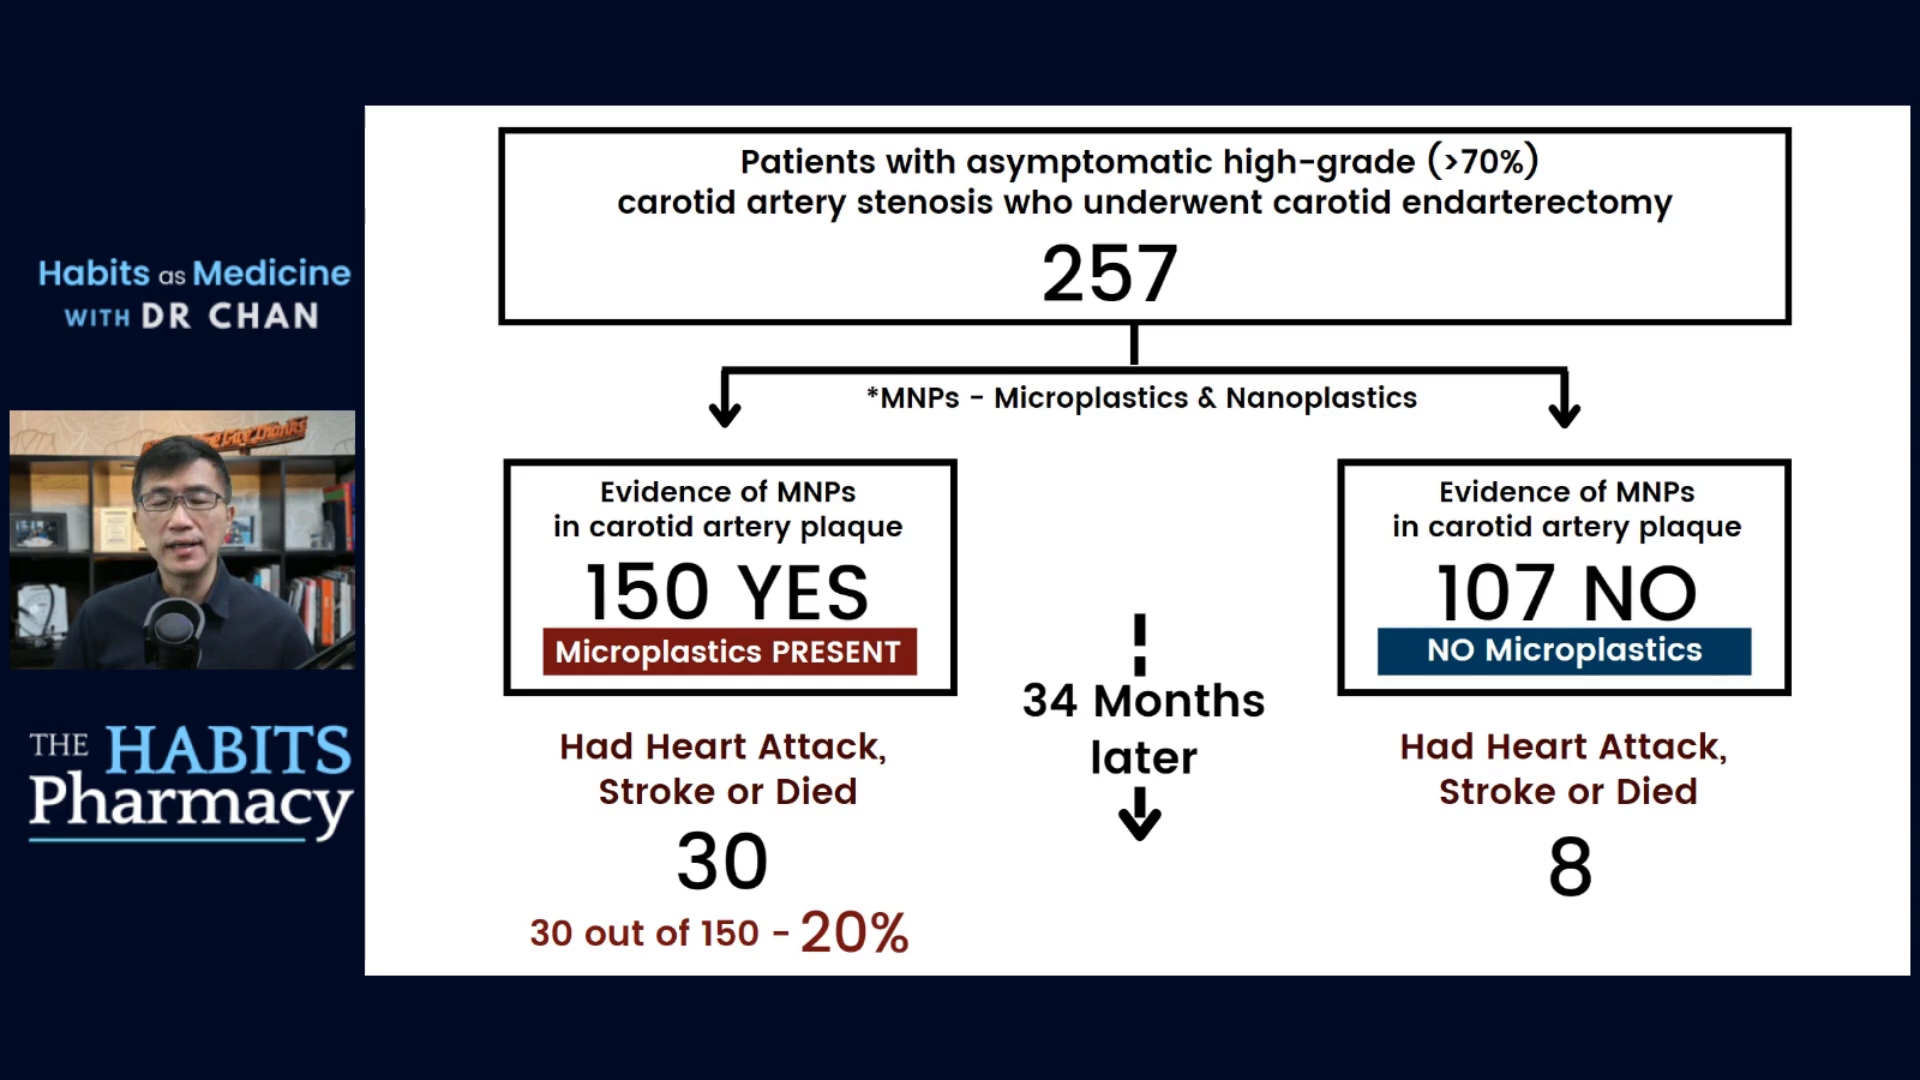 Habits as Medicine
WITH DR CHAN
THE HABITS
Pharmacy
Patients with asymptomatic high-grade (>70%)
carotid artery stenosis who underwent carotid endarterectomy
257
*MNPs - Microplastics & Nanoplastics
Evidence of MNPs
in carotid artery plaque
150 YES
Microplastics PRESENT
Had Heart Attack,
Stroke or Died
30
30 out of 150 - 20%
34 Months
later
Evidence of MNPs
in carotid artery plaque
107 NO
NO Microplastics
Had Heart Attack,
Stroke or Died
8